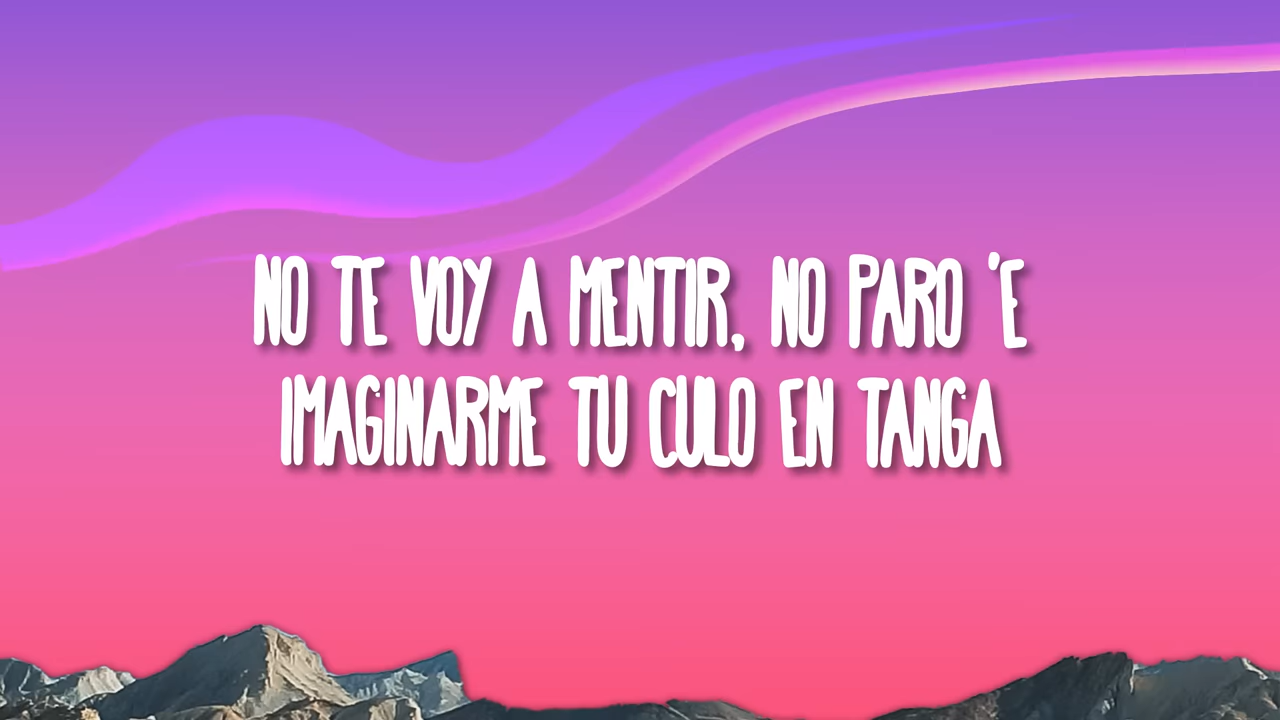 NO TE VOY A MENTIR, NO PARO 'E
IMAGINARME TU CULO EN TANGA